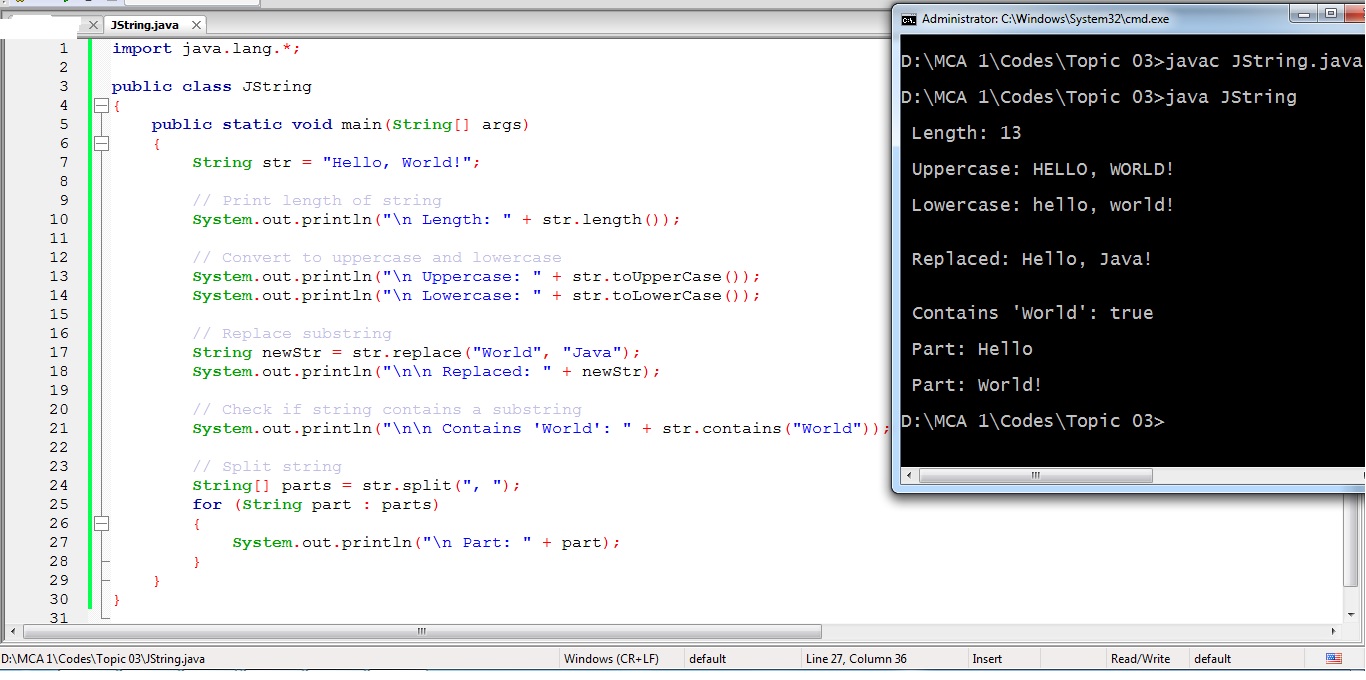 JString.java
1 import java.lang.*;
2
3 public class JString
4 {
5 public static void main(String[] args)
6 {
7 String str = "Hello, World!";
8
9 // Print length of string
10 System.out.println("\n Length: " + str.length());
11
12 // Convert to uppercase and lowercase
13 System.out.println("\n Uppercase: " + str.toUpperCase());
14 System.out.println("\n Lowercase: " + str.toLowerCase());
15
16 // Replace substring
17 String newStr = str.replace("World", "Java");
18 System.out.println("\n\n Replaced: " + newStr);
19
20 // Check if string contains a substring
21 System.out.println("\n\n Contains 'World': " + str.contains("World"));
22
23 // Split string
24 String[] parts = str.split(", ");
25 for (String part : parts)
26 {
27 System.out.println("\n Part: " + part);
28 }
29 }
30 }
31
Administrator: C:\Windows\System32\cmd.exe
D:\MCA 1\Codes\Topic 03>javac JString.java
D:\MCA 1\Codes\Topic 03>java JString
Length: 13
Uppercase: HELLO, WORLD!
Lowercase: hello, world!
Replaced: Hello, Java!
Contains 'World': true
Part: Hello
Part: World!
D:\MCA 1\Codes\Topic 03>
D:\MCA 1\Codes\Topic 03\JString.java Windows (CR+LF) default Line 27, Column 36 Insert Read/Write default